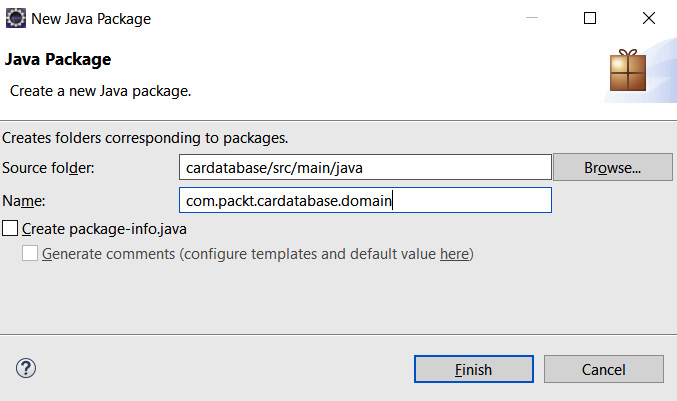 New Java Package
Java Package
Create a new Java package.
Creates folders corresponding to packages.
Source folder: cardatabase/src/main/java Browse...
Name: com.packt.cardatabase.domain
Create package-info.java
Generate comments (configure templates and default value here)
? Finish Cancel